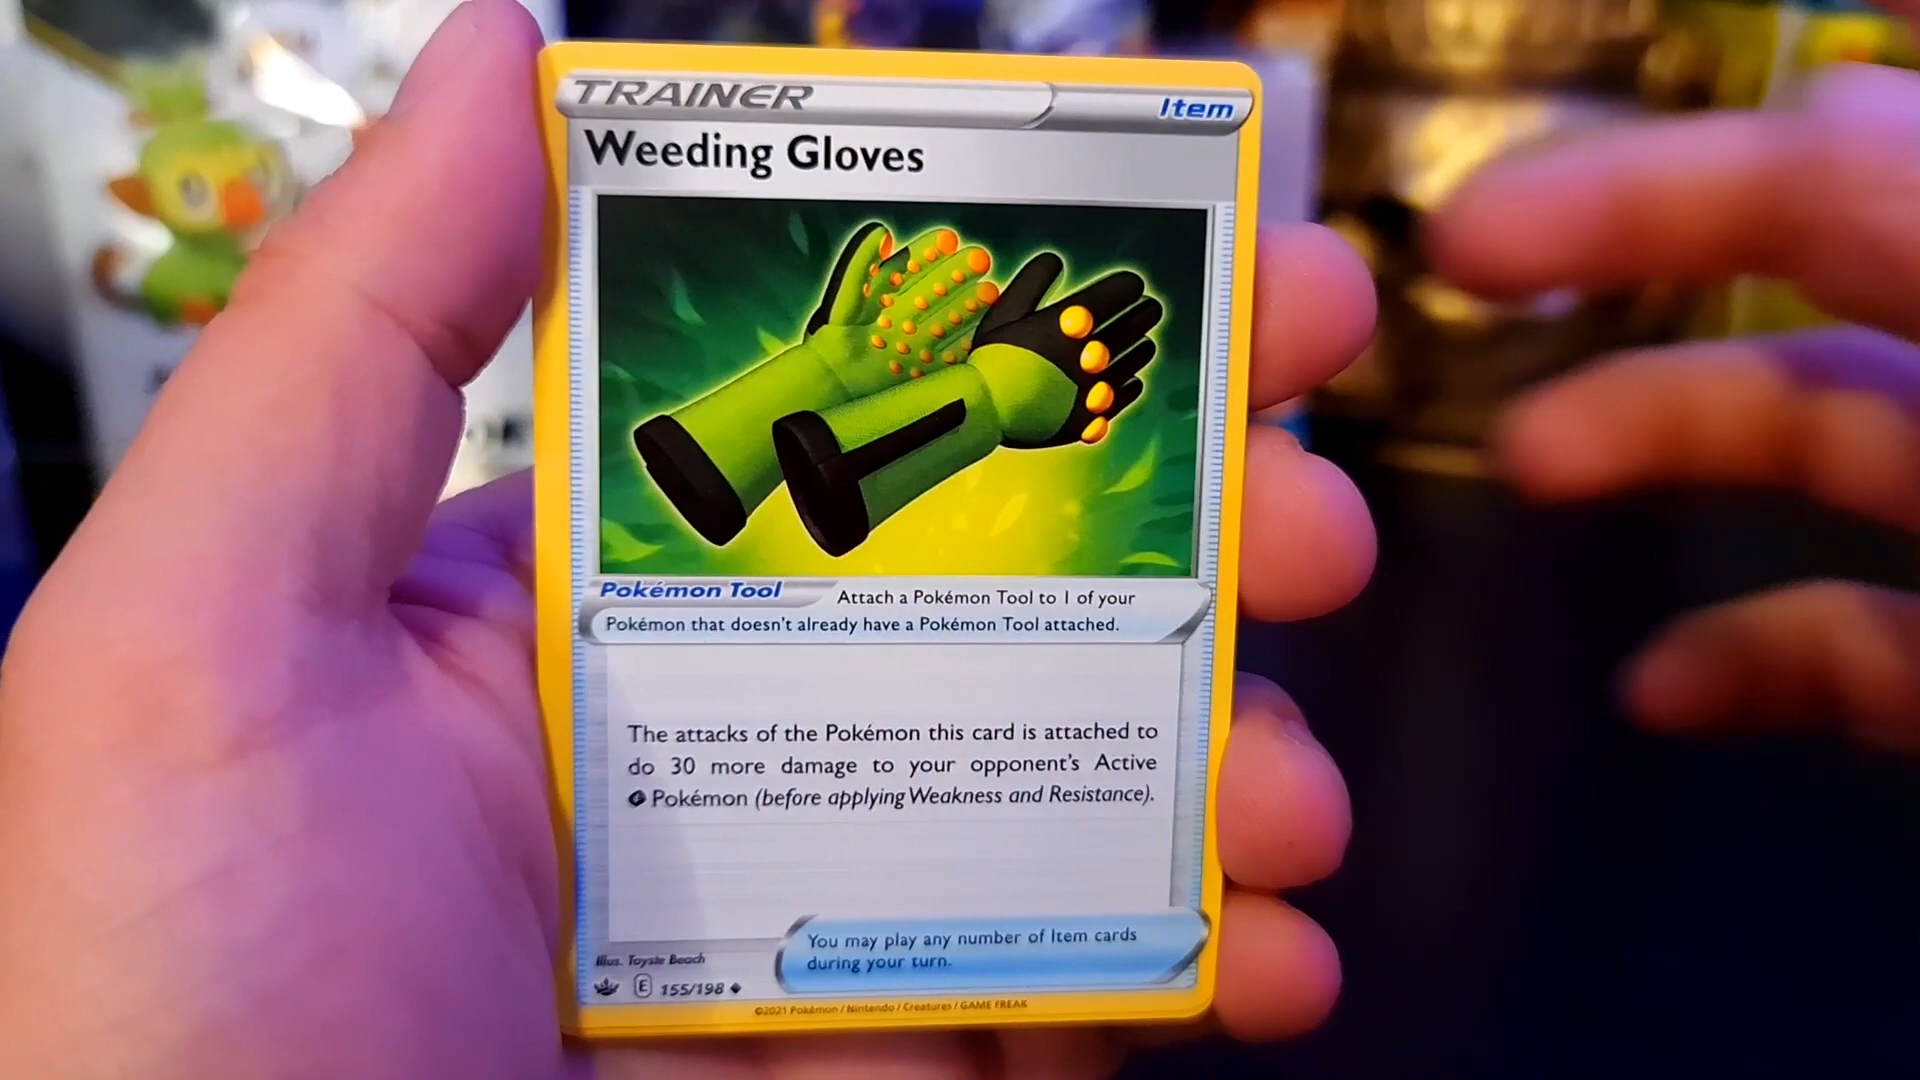 TRAINER
Item
Weeding Gloves
Pokémon Tool
Attach a Pokémon Tool to 1 of your
Pokémon that doesn't already have a Pokémon Tool attached.
The attacks of the Pokémon this card is attached to
do 30 more damage to your opponent's Active
Pokémon (before applying Weakness and Resistance).
You may play any number of Item cards
during your turn.
Illus. Toyste Beach
E 155/198
©2021 Pokémon / Nintendo / Creatures / GAME FREAK